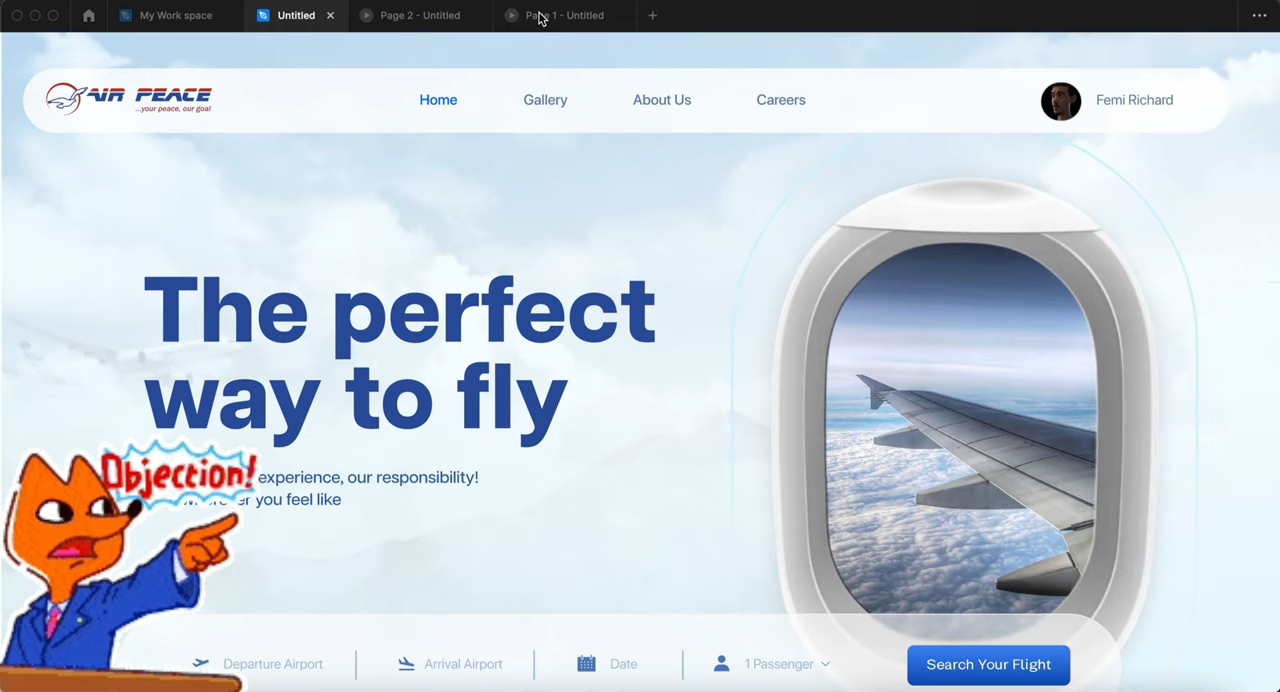 My Work space
Untitled
Page 2 - Untitled
Page 1 - Untitled
AIR PEACE
...your peace, our goal
Home
Gallery
About Us
Careers
Femi Richard
The perfect
way to fly
Objection!
experience, our responsibility!
you feel like
Departure Airport
Arrival Airport
Date
1 Passenger
Search Your Flight